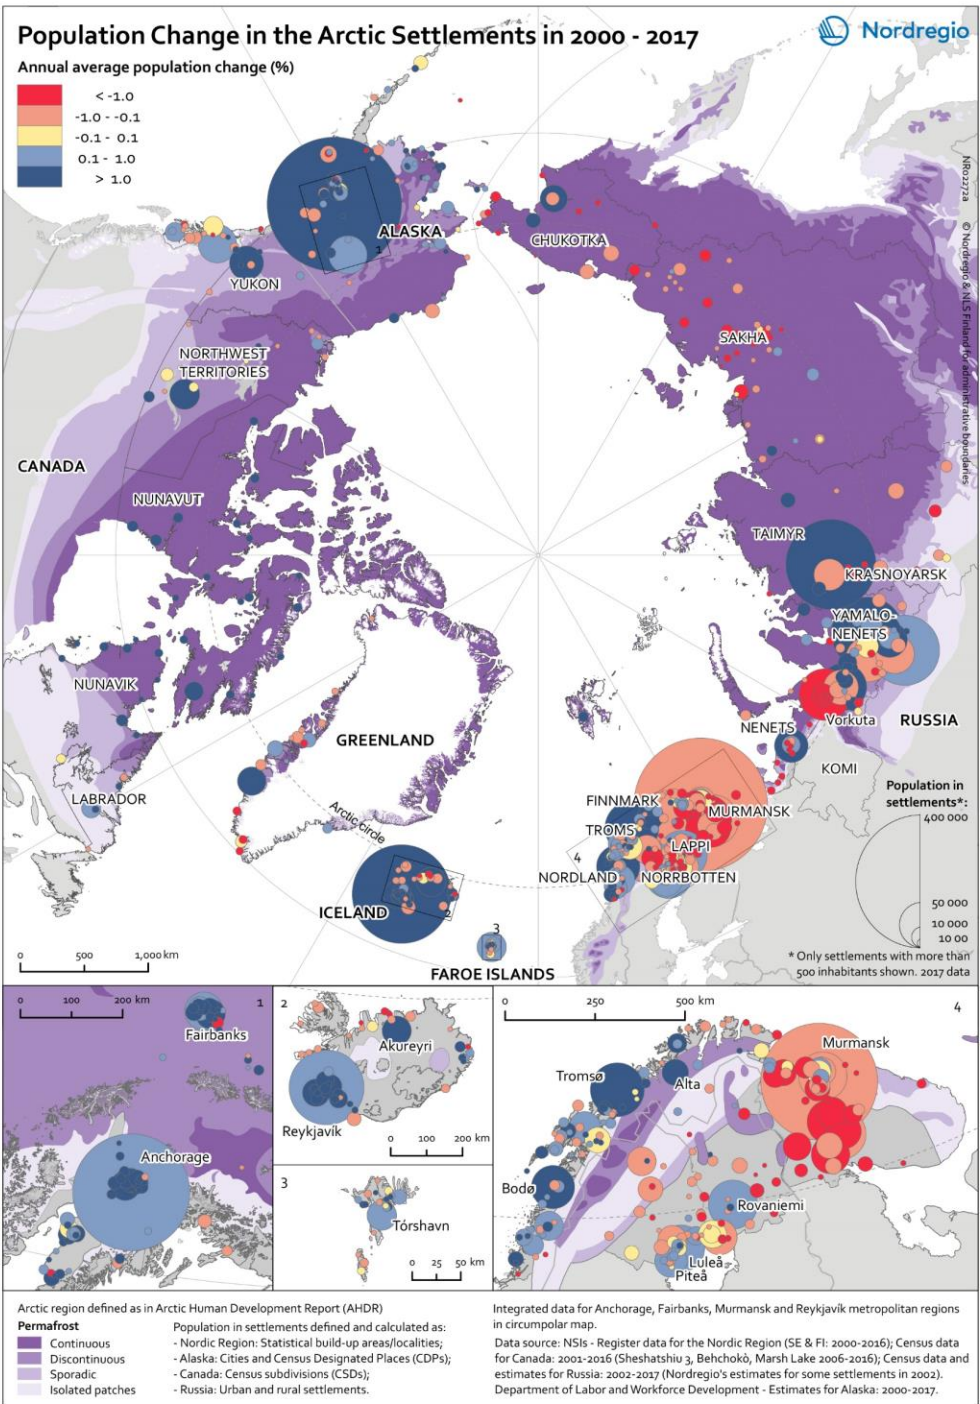 Population Change in the Arctic Settlements in 2000 - 2017
Nordregio
Annual average population change (%)
< -1.0
-1.0 - -0.1
-0.1 - 0.1
0.1 - 1.0
> 1.0
NR02272a © Nordregio & NLS Finland for administrative boundaries
ALASKA
1
CHUKOTKA
YUKON
SAKHA
NORTHWEST
TERRITORIES
CANADA
NUNAVUT
TAIMYR
KRASNOYARSK
YAMALO-
NENETS
NUNAVIK
RUSSIA
Vorkuta
NENETS
GREENLAND
KOMI
LABRADOR
Arctic circle
FINNMARK
MURMANSK
TROMS
LAPPI
4
NORDLAND
NORRBOTTEN
ICELAND
2
3
FAROE ISLANDS
Population in
settlements*:
400 000
50 000
10 000
10 00
* Only settlements with more than
500 inhabitants shown. 2017 data
0 500 1,000 km
0 100 200 km
1
Fairbanks
Anchorage
2
Akureyri
Reykjavík
0 100 200 km
3
Tórshavn
0 25 50 km
0 250 500 km
4
Murmansk
Tromsø
Alta
Bodø
Rovaniemi
Luleå
Piteå
Arctic region defined as in Arctic Human Development Report (AHDR)
Permafrost
Continuous
Discontinuous
Sporadic
Isolated patches
Population in settlements defined and calculated as:
- Nordic Region: Statistical build-up areas/localities;
- Alaska: Cities and Census Designated Places (CDPs);
- Canada: Census subdivisions (CSDs);
- Russia: Urban and rural settlements.
Integrated data for Anchorage, Fairbanks, Murmansk and Reykjavik metropolitan regions
in circumpolar map.
Data source: NSIs - Register data for the Nordic Region (SE & FI: 2000-2016); Census data
for Canada: 2001-2016 (Sheshatshiu 3, Behchokò, Marsh Lake 2006-2016); Census data and
estimates for Russia: 2002-2017 (Nordregio's estimates for some settlements in 2002).
Department of Labor and Workforce Development - Estimates for Alaska: 2000-2017.